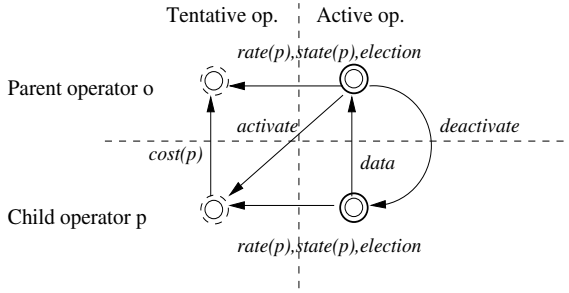 Tentative op. Active op.
rate(p),state(p),election
Parent operator o
activate
deactivate
cost(p)
data
Child operator p
rate(p),state(p),election